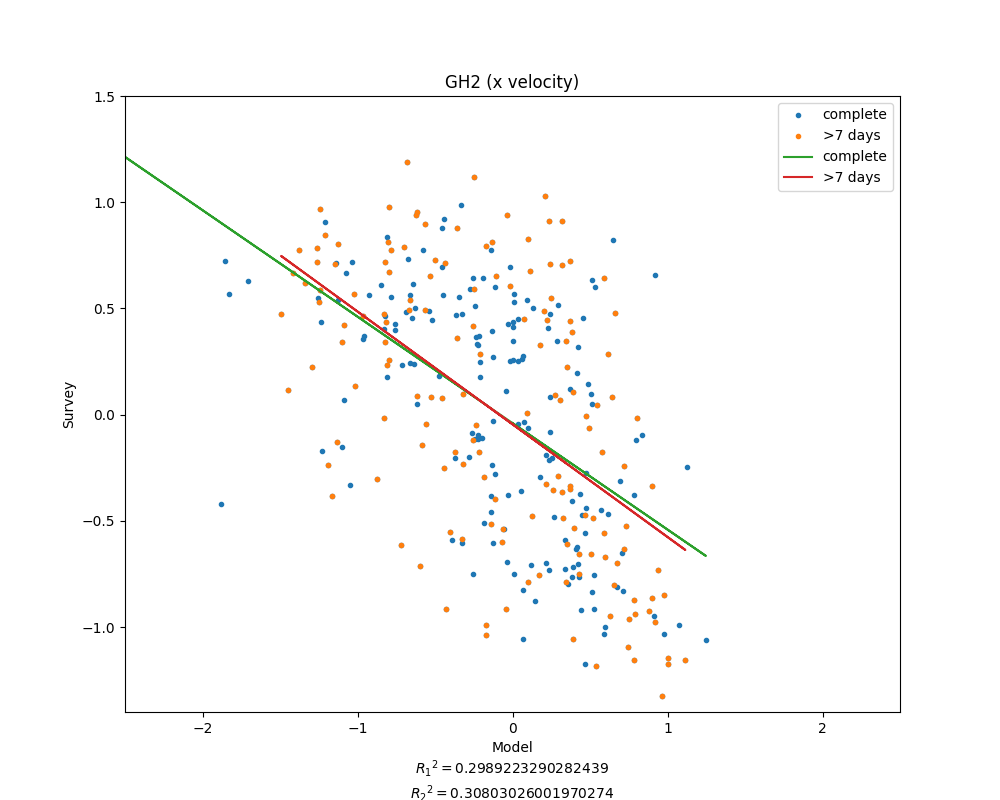 GH2 (x velocity)
complete
>7 days
complete
>7 days
1.5
1.0
0.5
0.0
−0.5
−1.0
Survey
−2
−1
0
1
2
Model
R₁² = 0.2989223290282439
R₂² = 0.30803026001970274